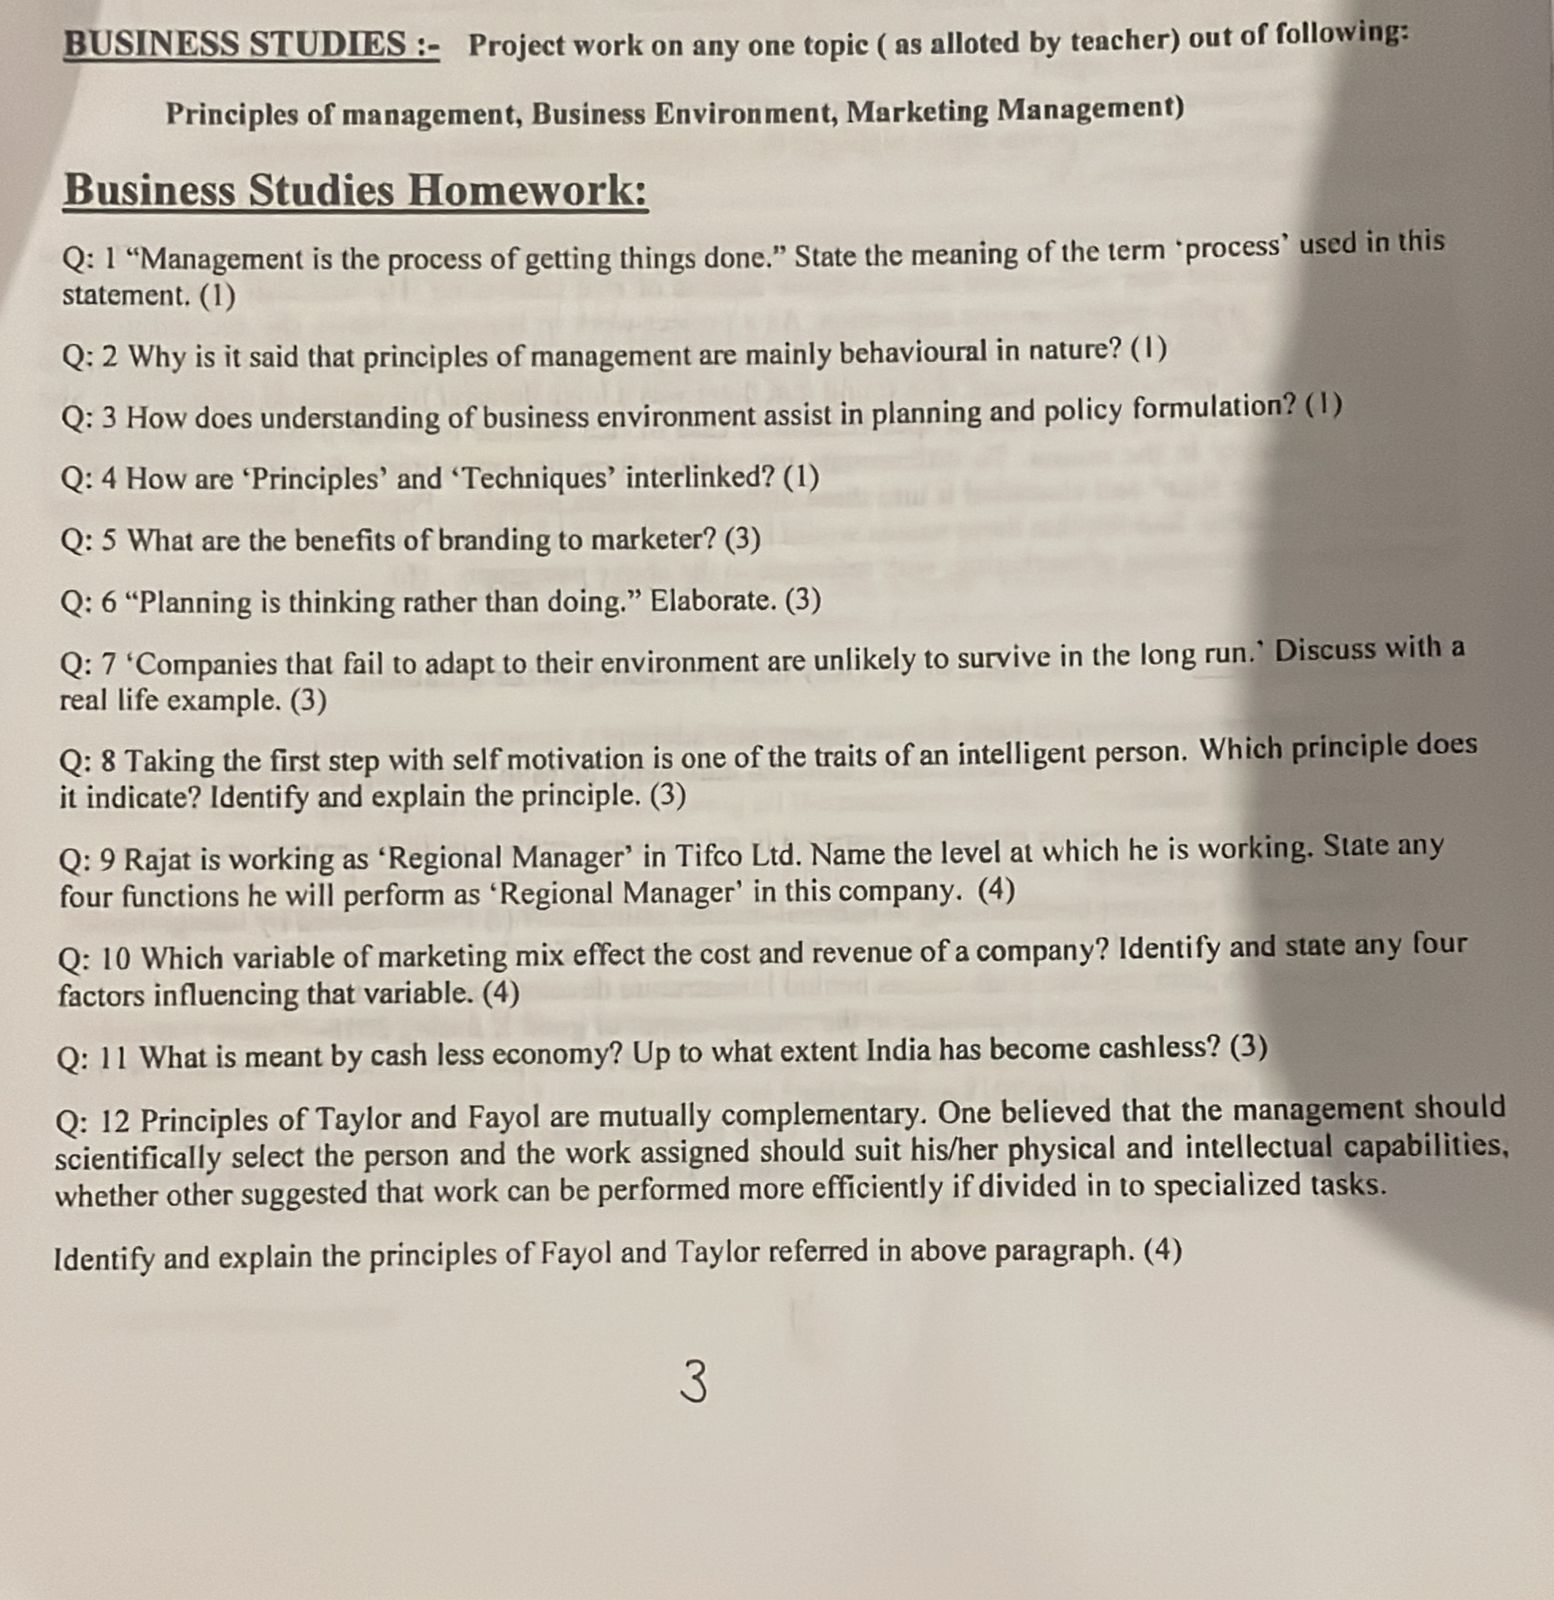 BUSINESS STUDIES :- Project work on any one topic ( as alloted by teacher) out of following:
Principles of management, Business Environment, Marketing Management)
Business Studies Homework:
Q: 1 “Management is the process of getting things done.” State the meaning of the term ‘process’ used in this
statement. (1)
Q: 2 Why is it said that principles of management are mainly behavioural in nature? (1)
Q: 3 How does understanding of business environment assist in planning and policy formulation? (1)
Q: 4 How are ‘Principles’ and ‘Techniques’ interlinked? (1)
Q: 5 What are the benefits of branding to marketer? (3)
Q: 6 “Planning is thinking rather than doing.” Elaborate. (3)
Q: 7 ‘Companies that fail to adapt to their environment are unlikely to survive in the long run.’ Discuss with a
real life example. (3)
Q: 8 Taking the first step with self motivation is one of the traits of an intelligent person. Which principle does
it indicate? Identify and explain the principle. (3)
Q: 9 Rajat is working as ‘Regional Manager’ in Tifco Ltd. Name the level at which he is working. State any
four functions he will perform as ‘Regional Manager’ in this company. (4)
Q: 10 Which variable of marketing mix effect the cost and revenue of a company? Identify and state any four
factors influencing that variable. (4)
Q: 11 What is meant by cash less economy? Up to what extent India has become cashless? (3)
Q: 12 Principles of Taylor and Fayol are mutually complementary. One believed that the management should
scientifically select the person and the work assigned should suit his/her physical and intellectual capabilities,
whether other suggested that work can be performed more efficiently if divided in to specialized tasks.
Identify and explain the principles of Fayol and Taylor referred in above paragraph. (4)
3